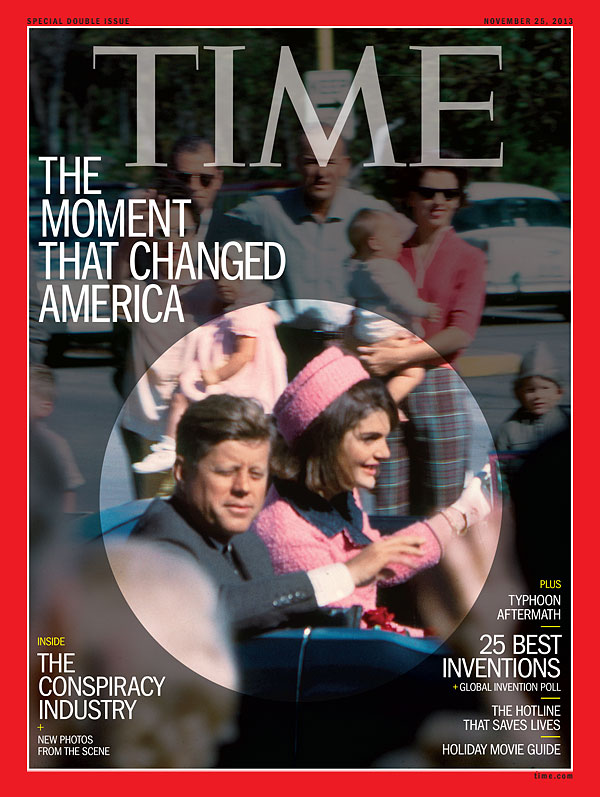 SPECIAL DOUBLE ISSUE
NOVEMBER 25, 2013
TIME
THE
MOMENT
THAT CHANGED
AMERICA
INSIDE
THE
CONSPIRACY
INDUSTRY
+
NEW PHOTOS
FROM THE SCENE
PLUS
TYPHOON
AFTERMATH
25 BEST
INVENTIONS
+ GLOBAL INVENTION POLL
THE HOTLINE
THAT SAVES LIVES
HOLIDAY MOVIE GUIDE
time.com